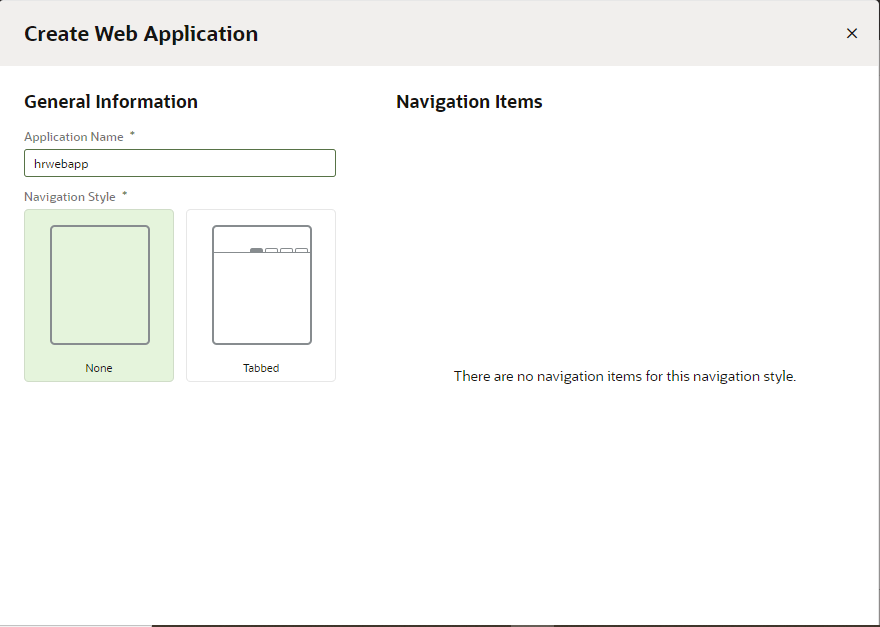 Create Web Application
General Information
Application Name *
hrwebapp
Navigation Style *
None
Tabbed
Navigation Items
There are no navigation items for this navigation style.